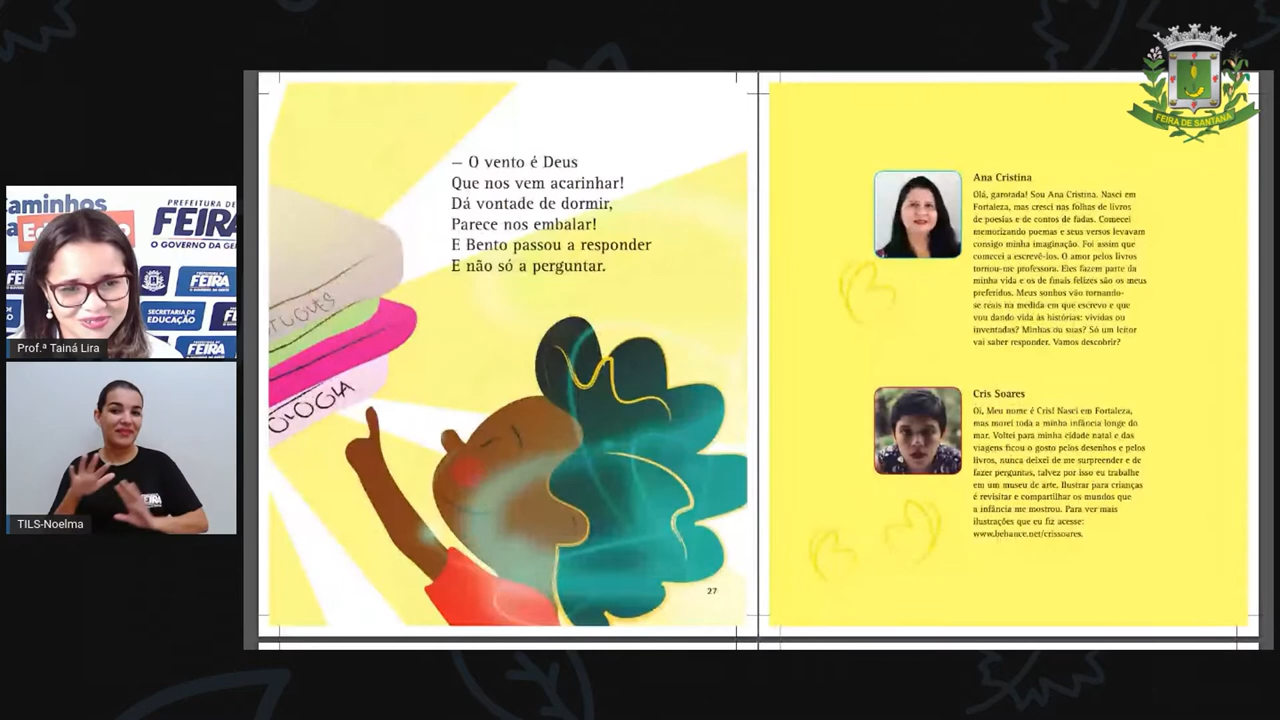 FEIRA DE SANTANA
aminhos
a Ed
PREFEITURA DE
FEIRA
O GOVERNO DA GE
SECRETARIA DE
EDUCAÇÃO
FEIRA
Prof.ª Tainá Lira
TILS-Noelma
— O vento é Deus
Que nos vem acarinhar!
Dá vontade de dormir,
Parece nos embalar!
E Bento passou a responder
E não só a perguntar.
TUGUÊS
OLOGIA
27
Ana Cristina
Olá, garotada! Sou Ana Cristina. Nasci em
Fortaleza, mas cresci nas folhas de livros
de poesias e de contos de fadas. Comecei
memorizando poemas e seus versos levavam
consigo minha imaginação. Foi assim que
comecei a escrevê-los. O amor pelos livros
tornou-me professora. Eles fazem parte da
minha vida e os de finais felizes são os meus
preferidos. Meus sonhos vão tornando-
se reais na medida em que escrevo e que
vou dando vida às histórias: vividas ou
inventadas? Minhas ou suas? Só um leitor
vai saber responder. Vamos descobrir?
Cris Soares
Oi, Meu nome é Cris! Nasci em Fortaleza,
mas morei toda a minha infância longe do
mar. Voltei para minha cidade natal e das
viagens ficou o gosto pelos desenhos e pelos
livros, nunca deixei de me surpreender e de
fazer perguntas, talvez por isso eu trabalhe
em um museu de arte. Ilustrar para crianças
é revisitar e compartilhar os mundos que
a infância me mostrou. Para ver mais
ilustrações que eu fiz acesse:
www.behance.net/crissoares.